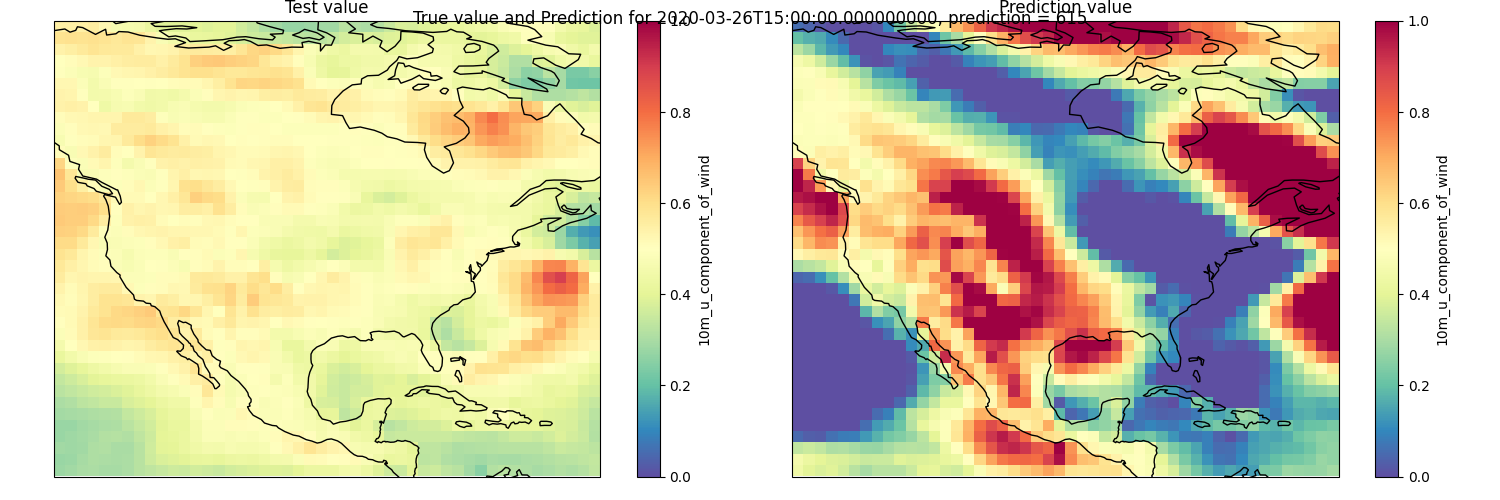 Test value
Prediction value
True value and Prediction for 2020-03-26T15:00:00.000000000, prediction = 615
1.0
0.8
0.6
0.4
0.2
0.0
10m_u_component_of_wind
1.0
0.8
0.6
0.4
0.2
0.0
10m_u_component_of_wind